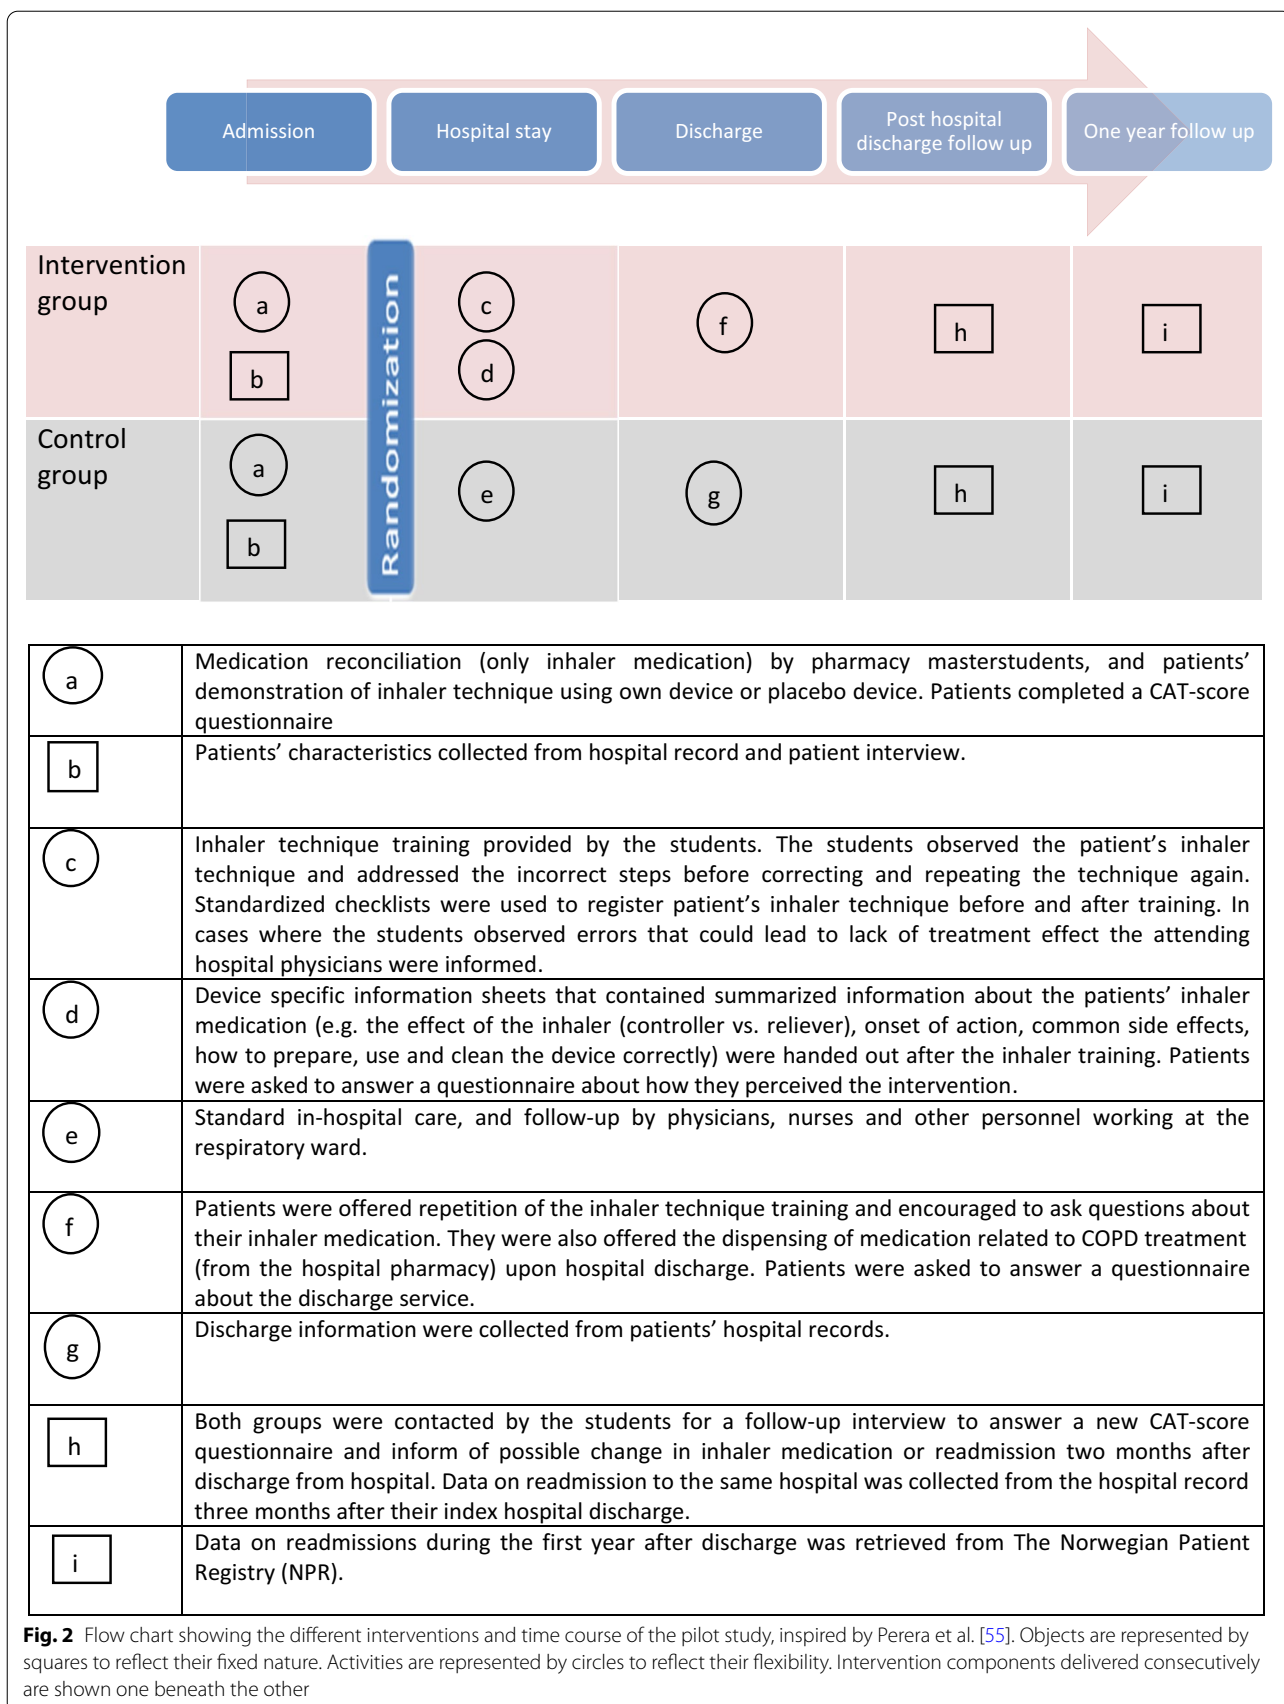 Admission
Hospital stay
Discharge
Post hospital
discharge follow up
One year follow up
Intervention
group
a
b
Randomization
c
d
f
h
i
Control
group
a
b
e
g
h
i
a
Medication reconciliation (only inhaler medication) by pharmacy masterstudents, and patients’
demonstration of inhaler technique using own device or placebo device. Patients completed a CAT-score
questionnaire
b
Patients’ characteristics collected from hospital record and patient interview.
c
Inhaler technique training provided by the students. The students observed the patient’s inhaler
technique and addressed the incorrect steps before correcting and repeating the technique again.
Standardized checklists were used to register patient’s inhaler technique before and after training. In
cases where the students observed errors that could lead to lack of treatment effect the attending
hospital physicians were informed.
d
Device specific information sheets that contained summarized information about the patients’ inhaler
medication (e.g. the effect of the inhaler (controller vs. reliever), onset of action, common side effects,
how to prepare, use and clean the device correctly) were handed out after the inhaler training. Patients
were asked to answer a questionnaire about how they perceived the intervention.
e
Standard in-hospital care, and follow-up by physicians, nurses and other personnel working at the
respiratory ward.
f
Patients were offered repetition of the inhaler technique training and encouraged to ask questions about
their inhaler medication. They were also offered the dispensing of medication related to COPD treatment
(from the hospital pharmacy) upon hospital discharge. Patients were asked to answer a questionnaire
about the discharge service.
g
Discharge information were collected from patients’ hospital records.
h
Both groups were contacted by the students for a follow-up interview to answer a new CAT-score
questionnaire and inform of possible change in inhaler medication or readmission two months after
discharge from hospital. Data on readmission to the same hospital was collected from the hospital record
three months after their index hospital discharge.
i
Data on readmissions during the first year after discharge was retrieved from The Norwegian Patient
Registry (NPR).
Fig. 2 Flow chart showing the different interventions and time course of the pilot study, inspired by Perera et al. [55]. Objects are represented by
squares to reflect their fixed nature. Activities are represented by circles to reflect their flexibility. Intervention components delivered consecutively
are shown one beneath the other